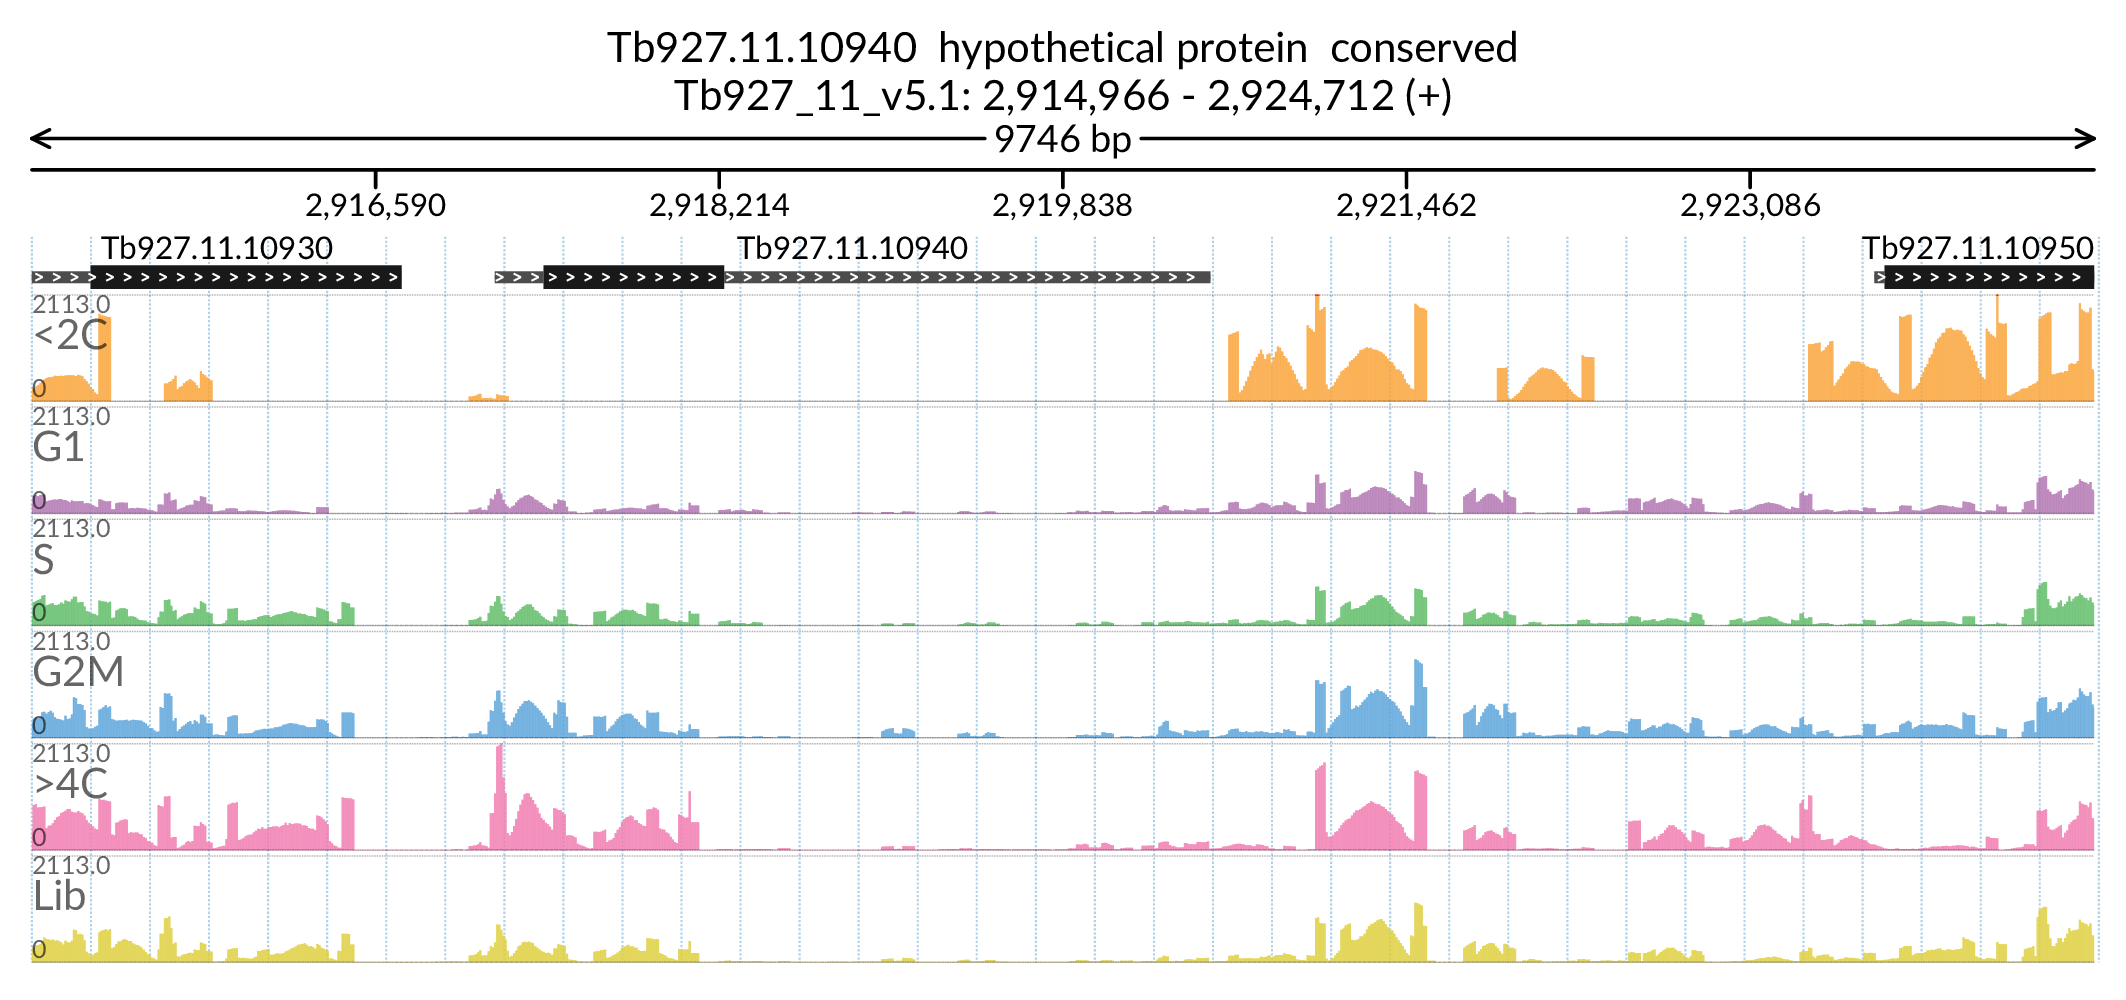 Tb927.11.10940  hypothetical protein  conserved
Tb927_11_v5.1: 2,914,966 - 2,924,712 (+)
9746 bp
2,916,590 2,918,214 2,919,838 2,921,462 2,923,086
Tb927.11.10930 Tb927.11.10940 Tb927.11.10950
2113.0
<2C
0
2113.0
G1
0
2113.0
S
0
2113.0
G2M
0
2113.0
>4C
0
2113.0
Lib
0